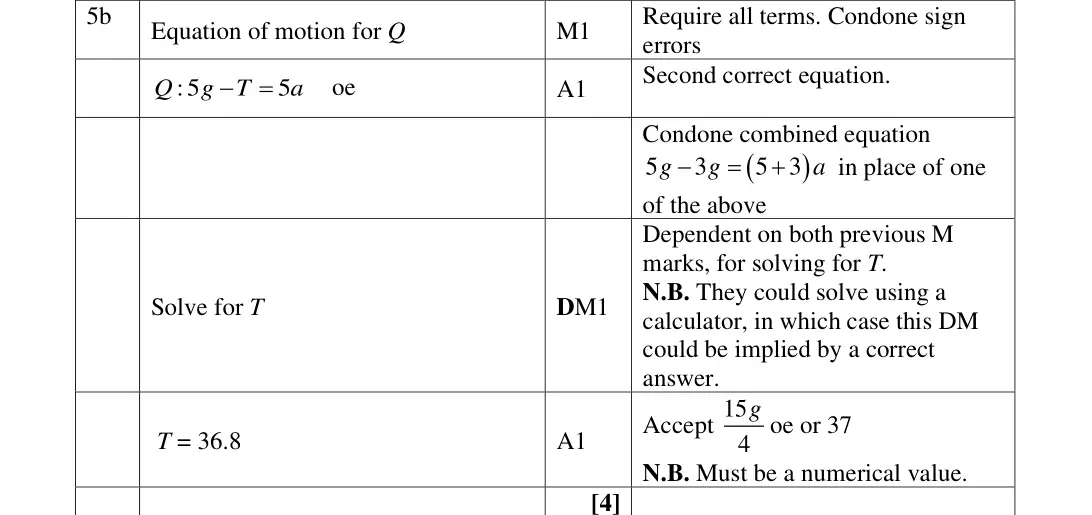 5b
Equation of motion for Q
M1
Require all terms. Condone sign
errors
Q : 5g − T = 5a oe
A1
Second correct equation.
Condone combined equation
5g − 3g = (5 + 3)a in place of one
of the above
Solve for T
DM1
Dependent on both previous M
marks, for solving for T.
N.B. They could solve using a
calculator, in which case this DM
could be implied by a correct
answer.
T = 36.8
A1
Accept 15g/4 oe or 37
N.B. Must be a numerical value.
[4]